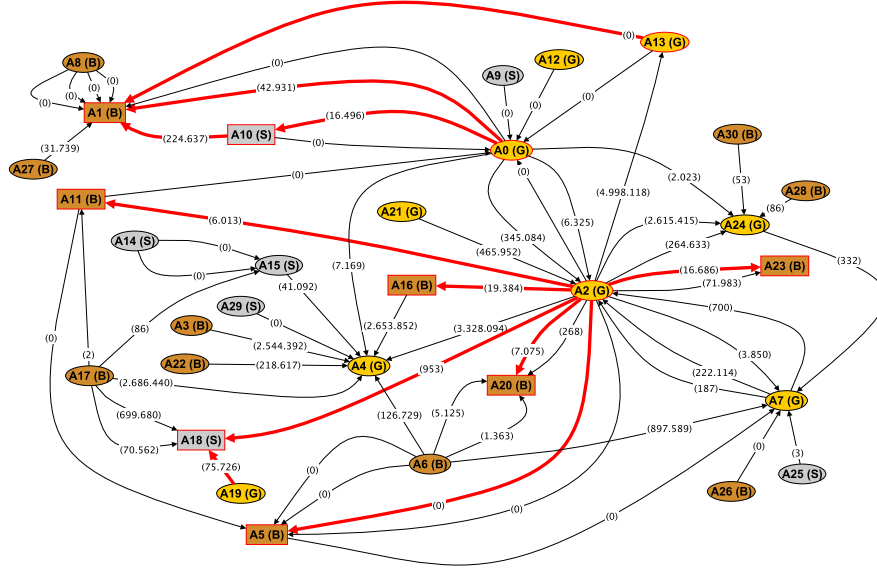 (0)
A13 (G)
A8 (B)
A12 (G)
(0)
A9 (S)
(0)
(0)
(0)
(0)
(42.931)
(0)
(0)
(0)
(0)
A1 (B)
(16.496)
A30 (B)
(224.637)
A10 (S)
(31.739)
(0)
A0 (G)
A27 (B)
(0)
(0)
(2.023)
(53)
A28 (B)
(4.998.118)
A11 (B)
A21 (G)
(86)
(6.013)
(6.325)
(2.615.415)
A24 (G)
A14 (S)
(0)
(345.084)
(264.633)
(465.952)
(332)
A15 (S)
(7.169)
(0)
(16.686)
A23 (B)
(41.092)
A16 (B)
(19.384)
A2 (G)
(71.983)
A29 (S)
(700)
(0)
A3 (B)
(86)
(2.653.852)
(3.328.094)
(268)
(0)
(2.544.392)
(7.075)
(3.850)
(2)
A22 (B)
(218.617)
A4 (G)
(953)
(222.114)
A17 (B)
(2.686.440)
A20 (B)
(187)
A7 (G)
(699.680)
(126.729)
(5.125)
A18 (S)
(1.363)
(897.589)
(70.562)
(0)
(3)
(75.726)
A6 (B)
(0)
A25 (S)
A19 (G)
(0)
A26 (B)
(0)
(0)
A5 (B)
(0)